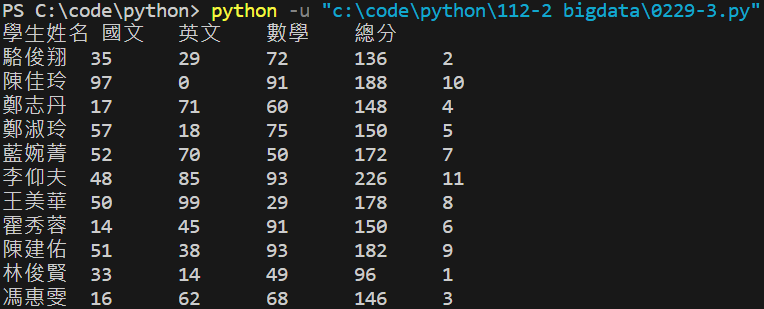 PS C:\code\python> python -u "c:\code\python\112-2 bigdata\0229-3.py"
學生姓名 國文 英文 數學 總分
駱俊翔 35 29 72 136 2
陳佳玲 97 0 91 188 10
鄭志丹 17 71 60 148 4
鄭淑玲 57 18 75 150 5
藍婉菁 52 70 50 172 7
李仰夫 48 85 93 226 11
王美華 50 99 29 178 8
霍秀蓉 14 45 91 150 6
陳建佑 51 38 93 182 9
林俊賢 33 14 49 96 1
馮惠雯 16 62 68 146 3